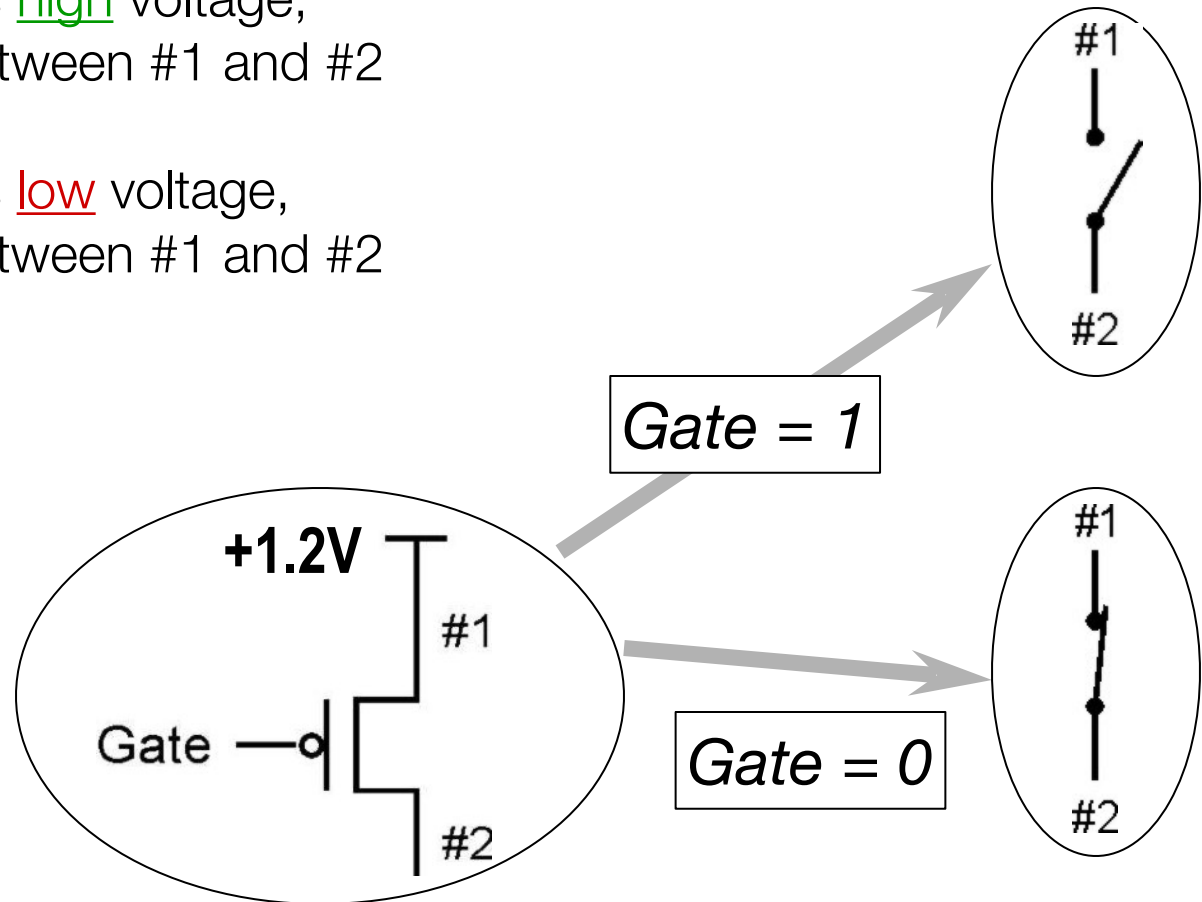 high voltage,
tween #1 and #2
low voltage,
tween #1 and #2
#1
#2
Gate = 1
+1.2V
#1
Gate
#2
#1
Gate = 0
#2